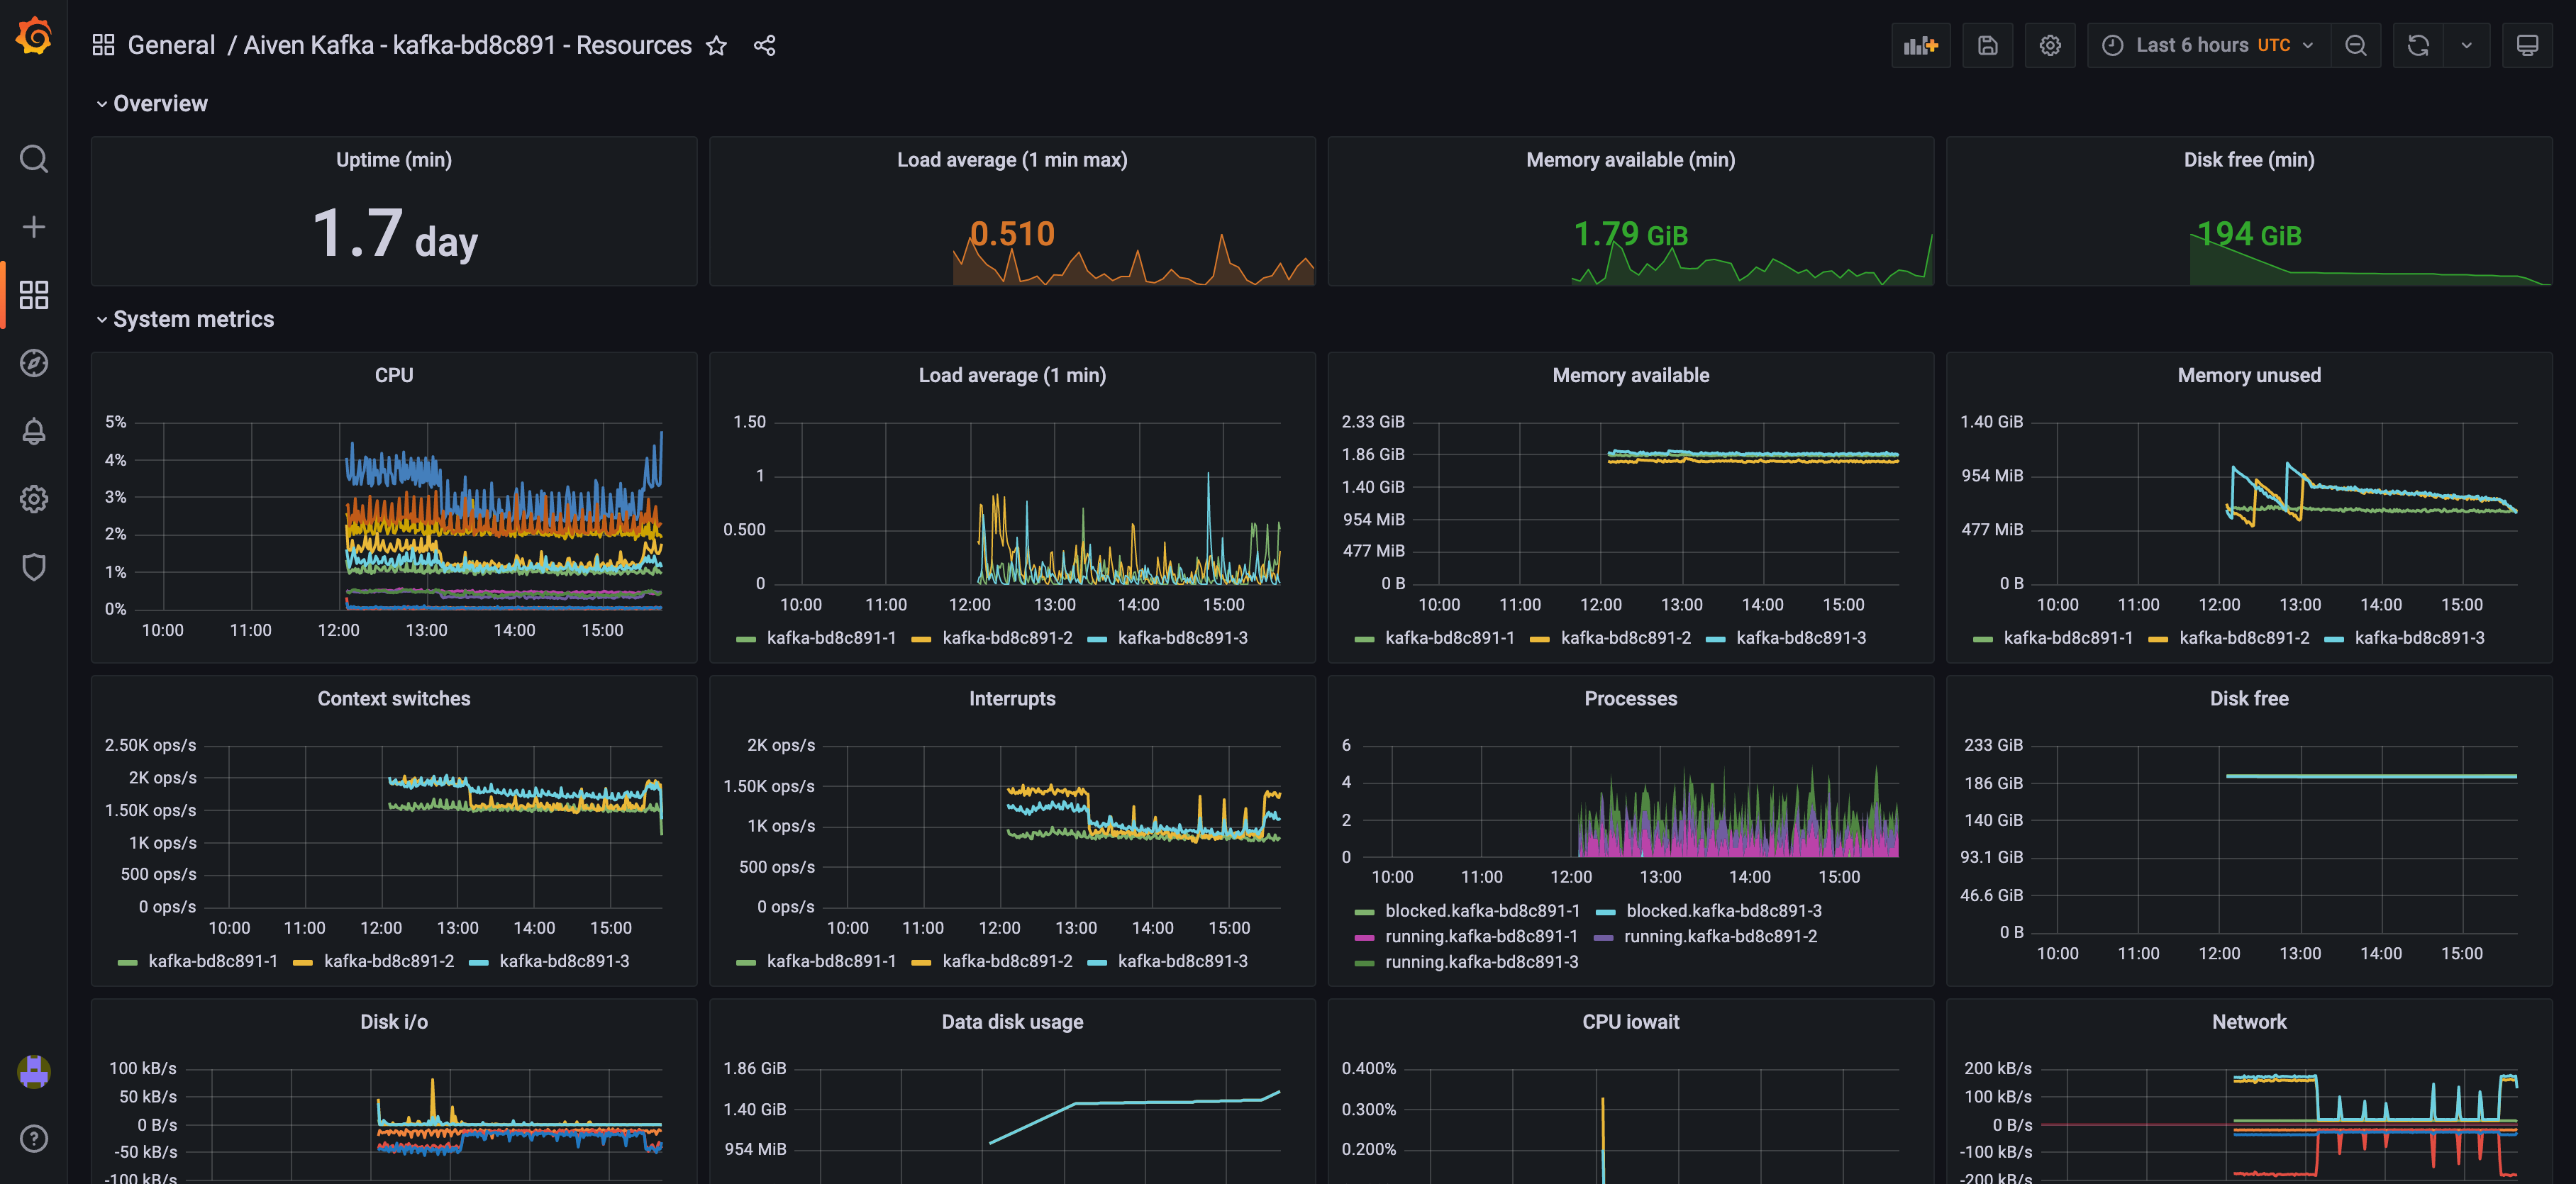 General / Aiven Kafka - kafka-bd8c891 - Resources
Last 6 hours UTC
Overview
Uptime (min)
1.7 day
Load average (1 min max)
0.510
Memory available (min)
1.79 GiB
Disk free (min)
194 GiB
System metrics
CPU
5%
4%
3%
2%
1%
0%
10:00 11:00 12:00 13:00 14:00 15:00
Load average (1 min)
1.50
1
0.500
0
10:00 11:00 12:00 13:00 14:00 15:00
kafka-bd8c891-1 kafka-bd8c891-2 kafka-bd8c891-3
Memory available
2.33 GiB
1.86 GiB
1.40 GiB
954 MiB
477 MiB
0 B
10:00 11:00 12:00 13:00 14:00 15:00
kafka-bd8c891-1 kafka-bd8c891-2 kafka-bd8c891-3
Memory unused
1.40 GiB
954 MiB
477 MiB
0 B
10:00 11:00 12:00 13:00 14:00 15:00
kafka-bd8c891-1 kafka-bd8c891-2 kafka-bd8c891-3
Context switches
2.50K ops/s
2K ops/s
1.50K ops/s
1K ops/s
500 ops/s
0 ops/s
10:00 11:00 12:00 13:00 14:00 15:00
kafka-bd8c891-1 kafka-bd8c891-2 kafka-bd8c891-3
Interrupts
2K ops/s
1.50K ops/s
1K ops/s
500 ops/s
0 ops/s
10:00 11:00 12:00 13:00 14:00 15:00
kafka-bd8c891-1 kafka-bd8c891-2 kafka-bd8c891-3
Processes
6
4
2
0
10:00 11:00 12:00 13:00 14:00 15:00
blocked.kafka-bd8c891-1 blocked.kafka-bd8c891-3
running.kafka-bd8c891-1 running.kafka-bd8c891-2
running.kafka-bd8c891-3
Disk free
233 GiB
186 GiB
140 GiB
93.1 GiB
46.6 GiB
0 B
10:00 11:00 12:00 13:00 14:00 15:00
Disk i/o
100 kB/s
50 kB/s
0 B/s
-50 kB/s
-100 kB/s
Data disk usage
1.86 GiB
1.40 GiB
954 MiB
CPU iowait
0.400%
0.300%
0.200%
Network
200 kB/s
100 kB/s
0 B/s
-100 kB/s
-200 kB/s